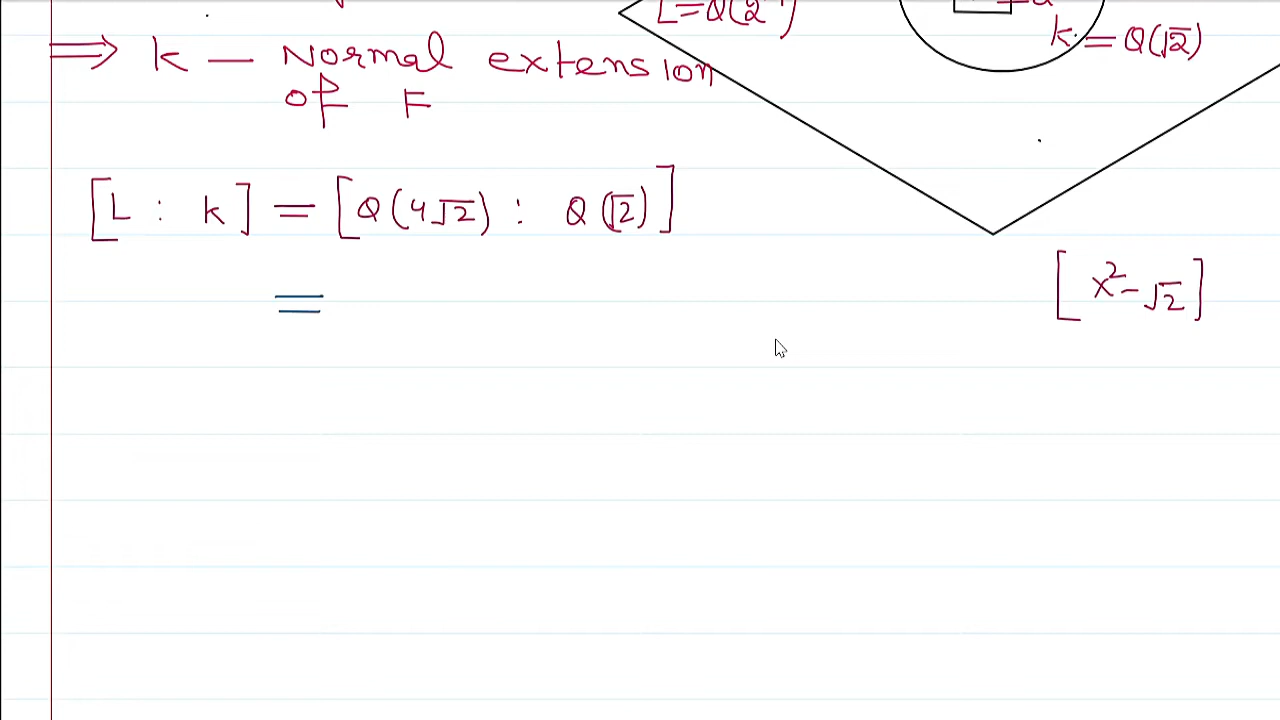 L=Q(2
k = Q(√2)
⇒ k — Normal extension
of F
[L : k] = [Q(4√2) : Q(√2)]
[x²-√2]
=